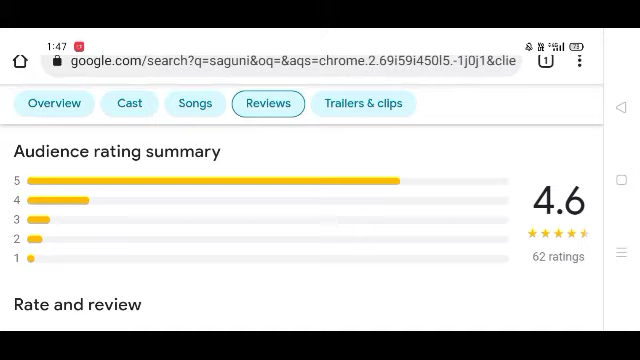 1:47
google.com/search?q=saguni&oq=&aqs=chrome.2.69i59i450l5.-1j0j1&clie
1
Overview Cast Songs Reviews Trailers & clips
Audience rating summary
5
4
3
2
1
4.6
62 ratings
Rate and review